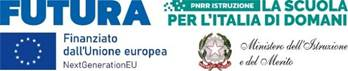 FUTURA
PNRR ISTRUZIONE
LA SCUOLA
PER L'ITALIA DI DOMANI
Finanziato
dall'Unione europea
NextGenerationEU
Ministero dell'Istruzione
e del Merito